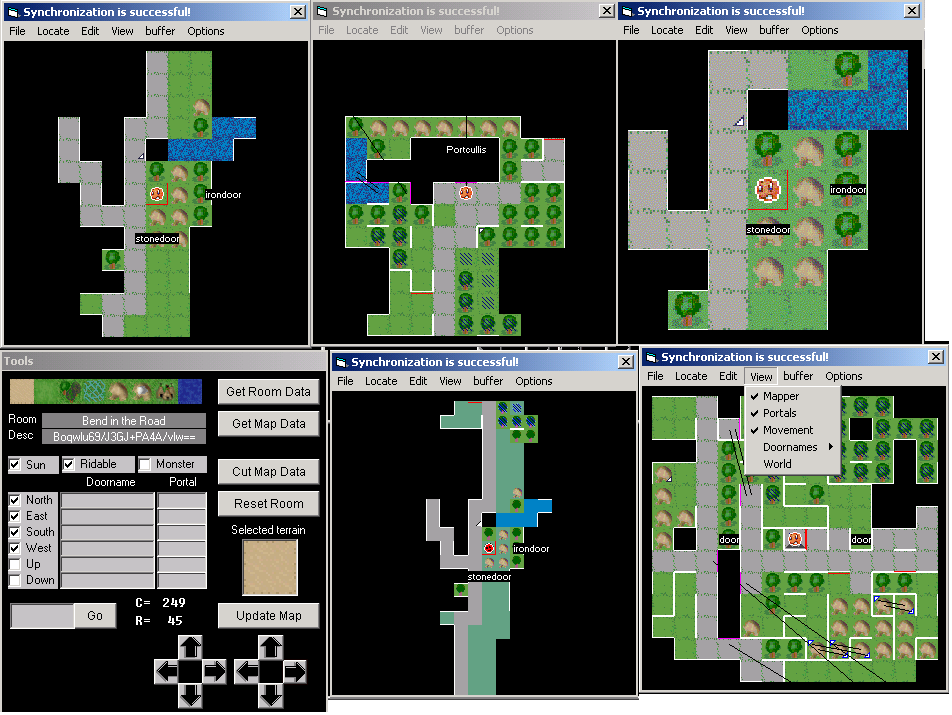 Synchronization is successful!
File Locate Edit View buffer Options
irondoor
stonedoor
Synchronization is successful!
File Locate Edit View buffer Options
Portcullis
Synchronization is successful!
File Locate Edit View buffer Options
irondoor
stonedoor
Tools
Get Room Data
Room Bend in the Road
Get Map Data
Desc Boqwlu69/J3GJ+PA4A/vlw==
Sun Ridable Monster
Cut Map Data
Doorname Portal
North
Reset Room
East
South
Selected terrain
West
Up
Down
Go
C= 249
R= 45
Update Map
Synchronization is successful!
File Locate Edit View buffer Options
irondoor
stonedoor
Synchronization is successful!
File Locate Edit View buffer Options
Mapper
Portals
Movement
Doornames
World
door
door